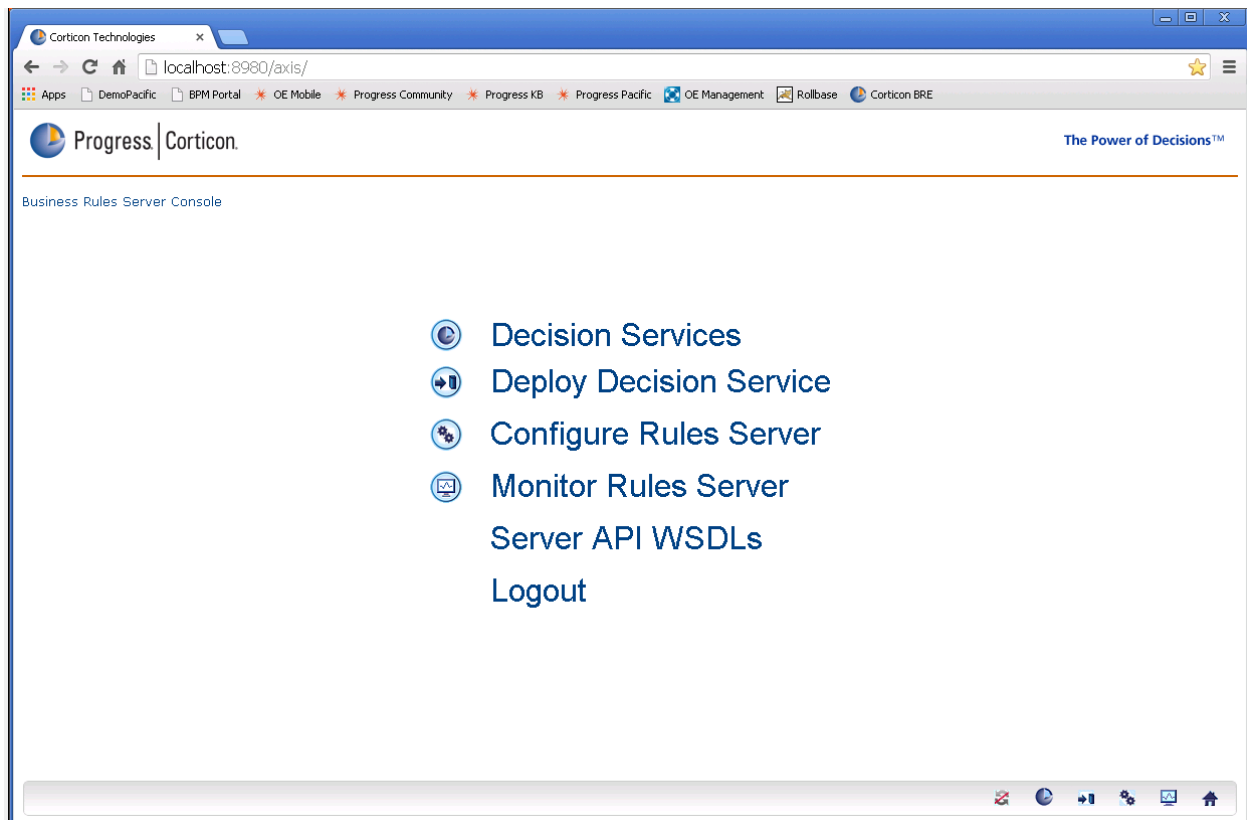 Corticon Technologies
localhost:8980/axis/
Apps DemoPacific BPM Portal OE Mobile Progress Community Progress KB Progress Pacific OE Management Rollbase Corticon BRE
Progress. Corticon.
The Power of Decisions™
Business Rules Server Console
Decision Services
Deploy Decision Service
Configure Rules Server
Monitor Rules Server
Server API WSDLs
Logout